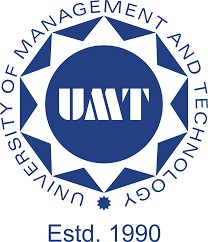 UNIVERSITY OF MANAGEMENT AND TECHNOLOGY
UMT
Estd. 1990